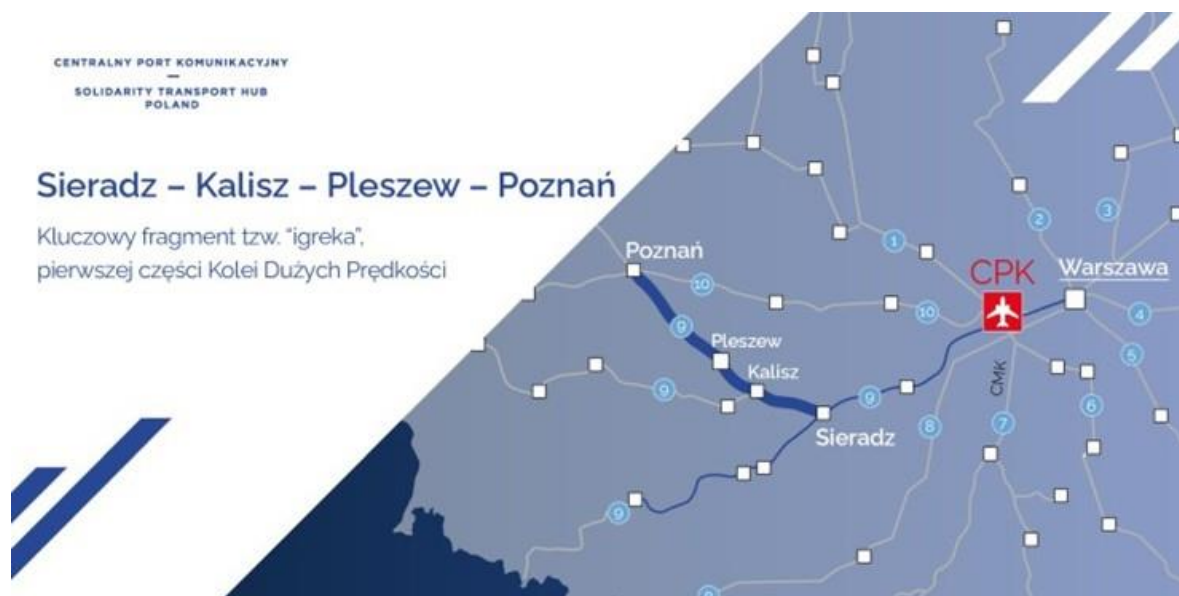 CENTRALNY PORT KOMUNIKACYJNY
—
SOLIDARITY TRANSPORT HUB
POLAND
Sieradz – Kalisz – Pleszew – Poznań
Kluczowy fragment tzw. “igreka”,
pierwszej części Kolei Dużych Prędkości
3
2
1
Poznań
CPK
Warszawa
10
10
4
9
Pleszew
5
Kalisz
CMK
9
9
6
Sieradz
8
7
9